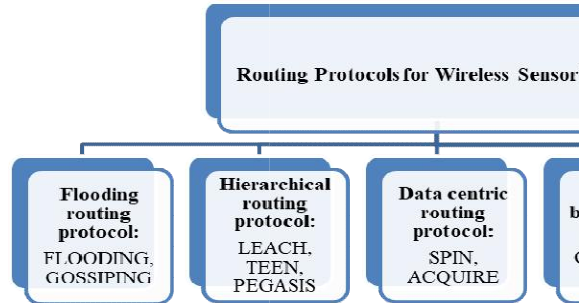 Routing Protocols for Wireless Sensor
Flooding
routing
protocol:
FLOODING,
GOSSIPING
Hierarchical
routing
protocol:
LEACH,
TEEN,
PEGASIS
Data centric
routing
protocol:
SPIN,
ACQUIRE